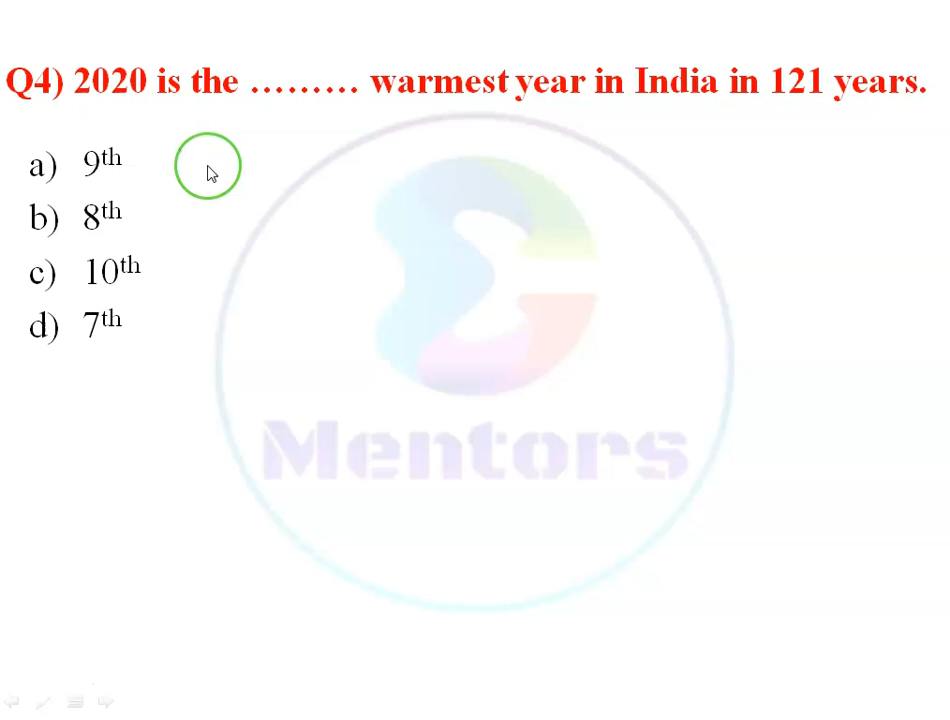 Q4) 2020 is the ......... warmest year in India in 121 years.
a) 9th
b) 8th
c) 10th
d) 7th
Mentors